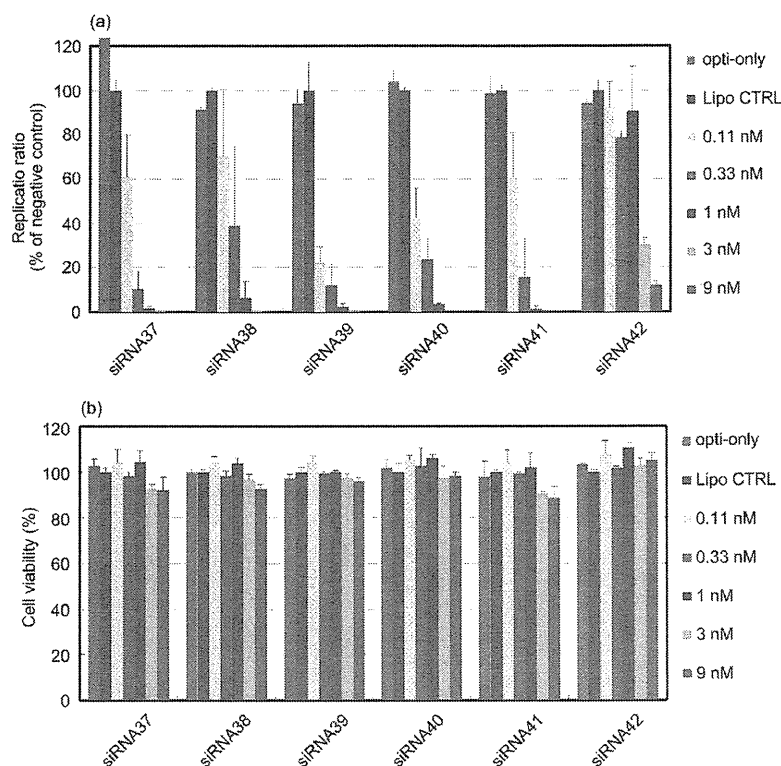 (a)
120
100
80
60
40
20
0
Replicatio ratio
(% of negative control)
siRNA37
siRNA38
siRNA39
siRNA40
siRNA41
siRNA42
opti-only
Lipo CTRL
0.11 nM
0.33 nM
1 nM
3 nM
9 nM
(b)
120
100
80
60
40
20
0
Cell viability (%)
siRNA37
siRNA38
siRNA39
siRNA40
siRNA41
siRNA42
opti-only
Lipo CTRL
0.11 nM
0.33 nM
1 nM
3 nM
9 nM